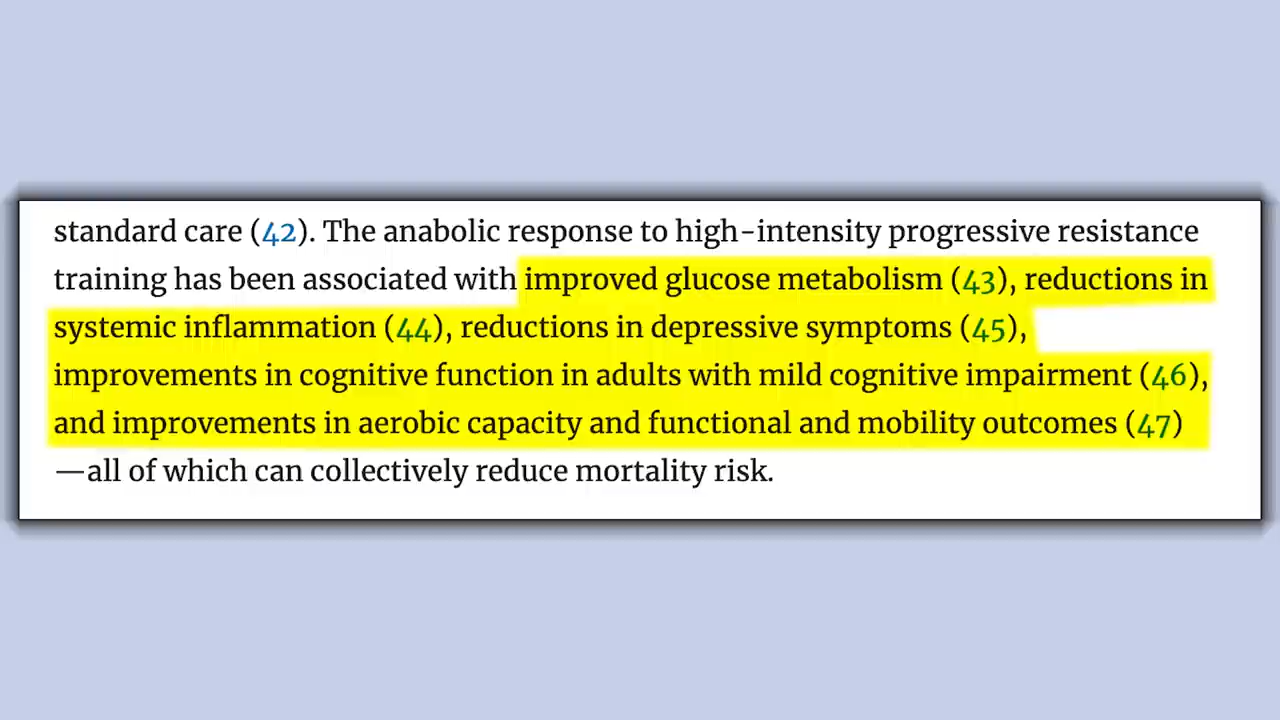 standard care (42). The anabolic response to high-intensity progressive resistance
training has been associated with improved glucose metabolism (43), reductions in
systemic inflammation (44), reductions in depressive symptoms (45),
improvements in cognitive function in adults with mild cognitive impairment (46),
and improvements in aerobic capacity and functional and mobility outcomes (47)
—all of which can collectively reduce mortality risk.